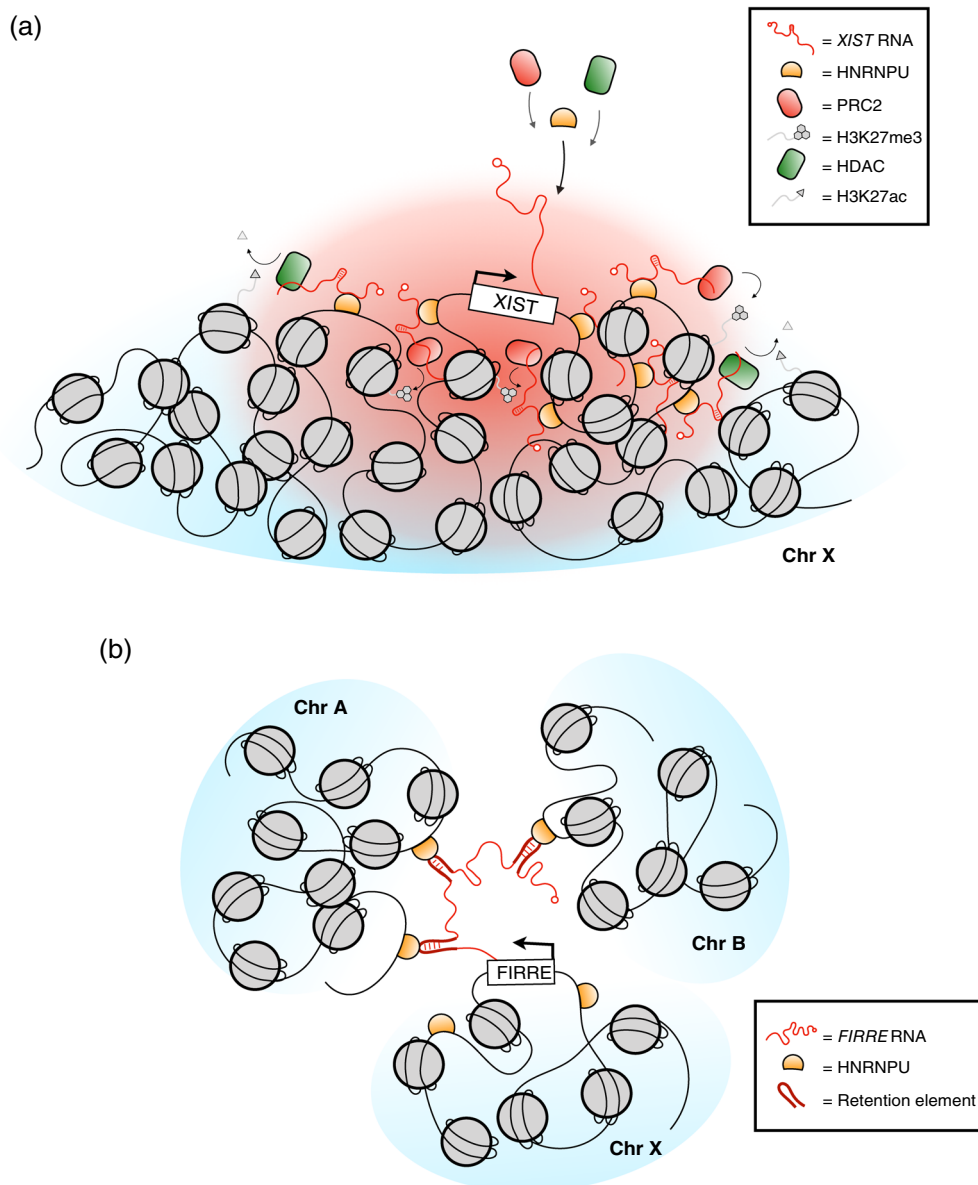 (a)
= XIST RNA
= HNRNPU
= PRC2
= H3K27me3
= HDAC
= H3K27ac
XIST
Chr X
(b)
Chr A
Chr B
FIRRE
Chr X
= FIRRE RNA
= HNRNPU
= Retention element